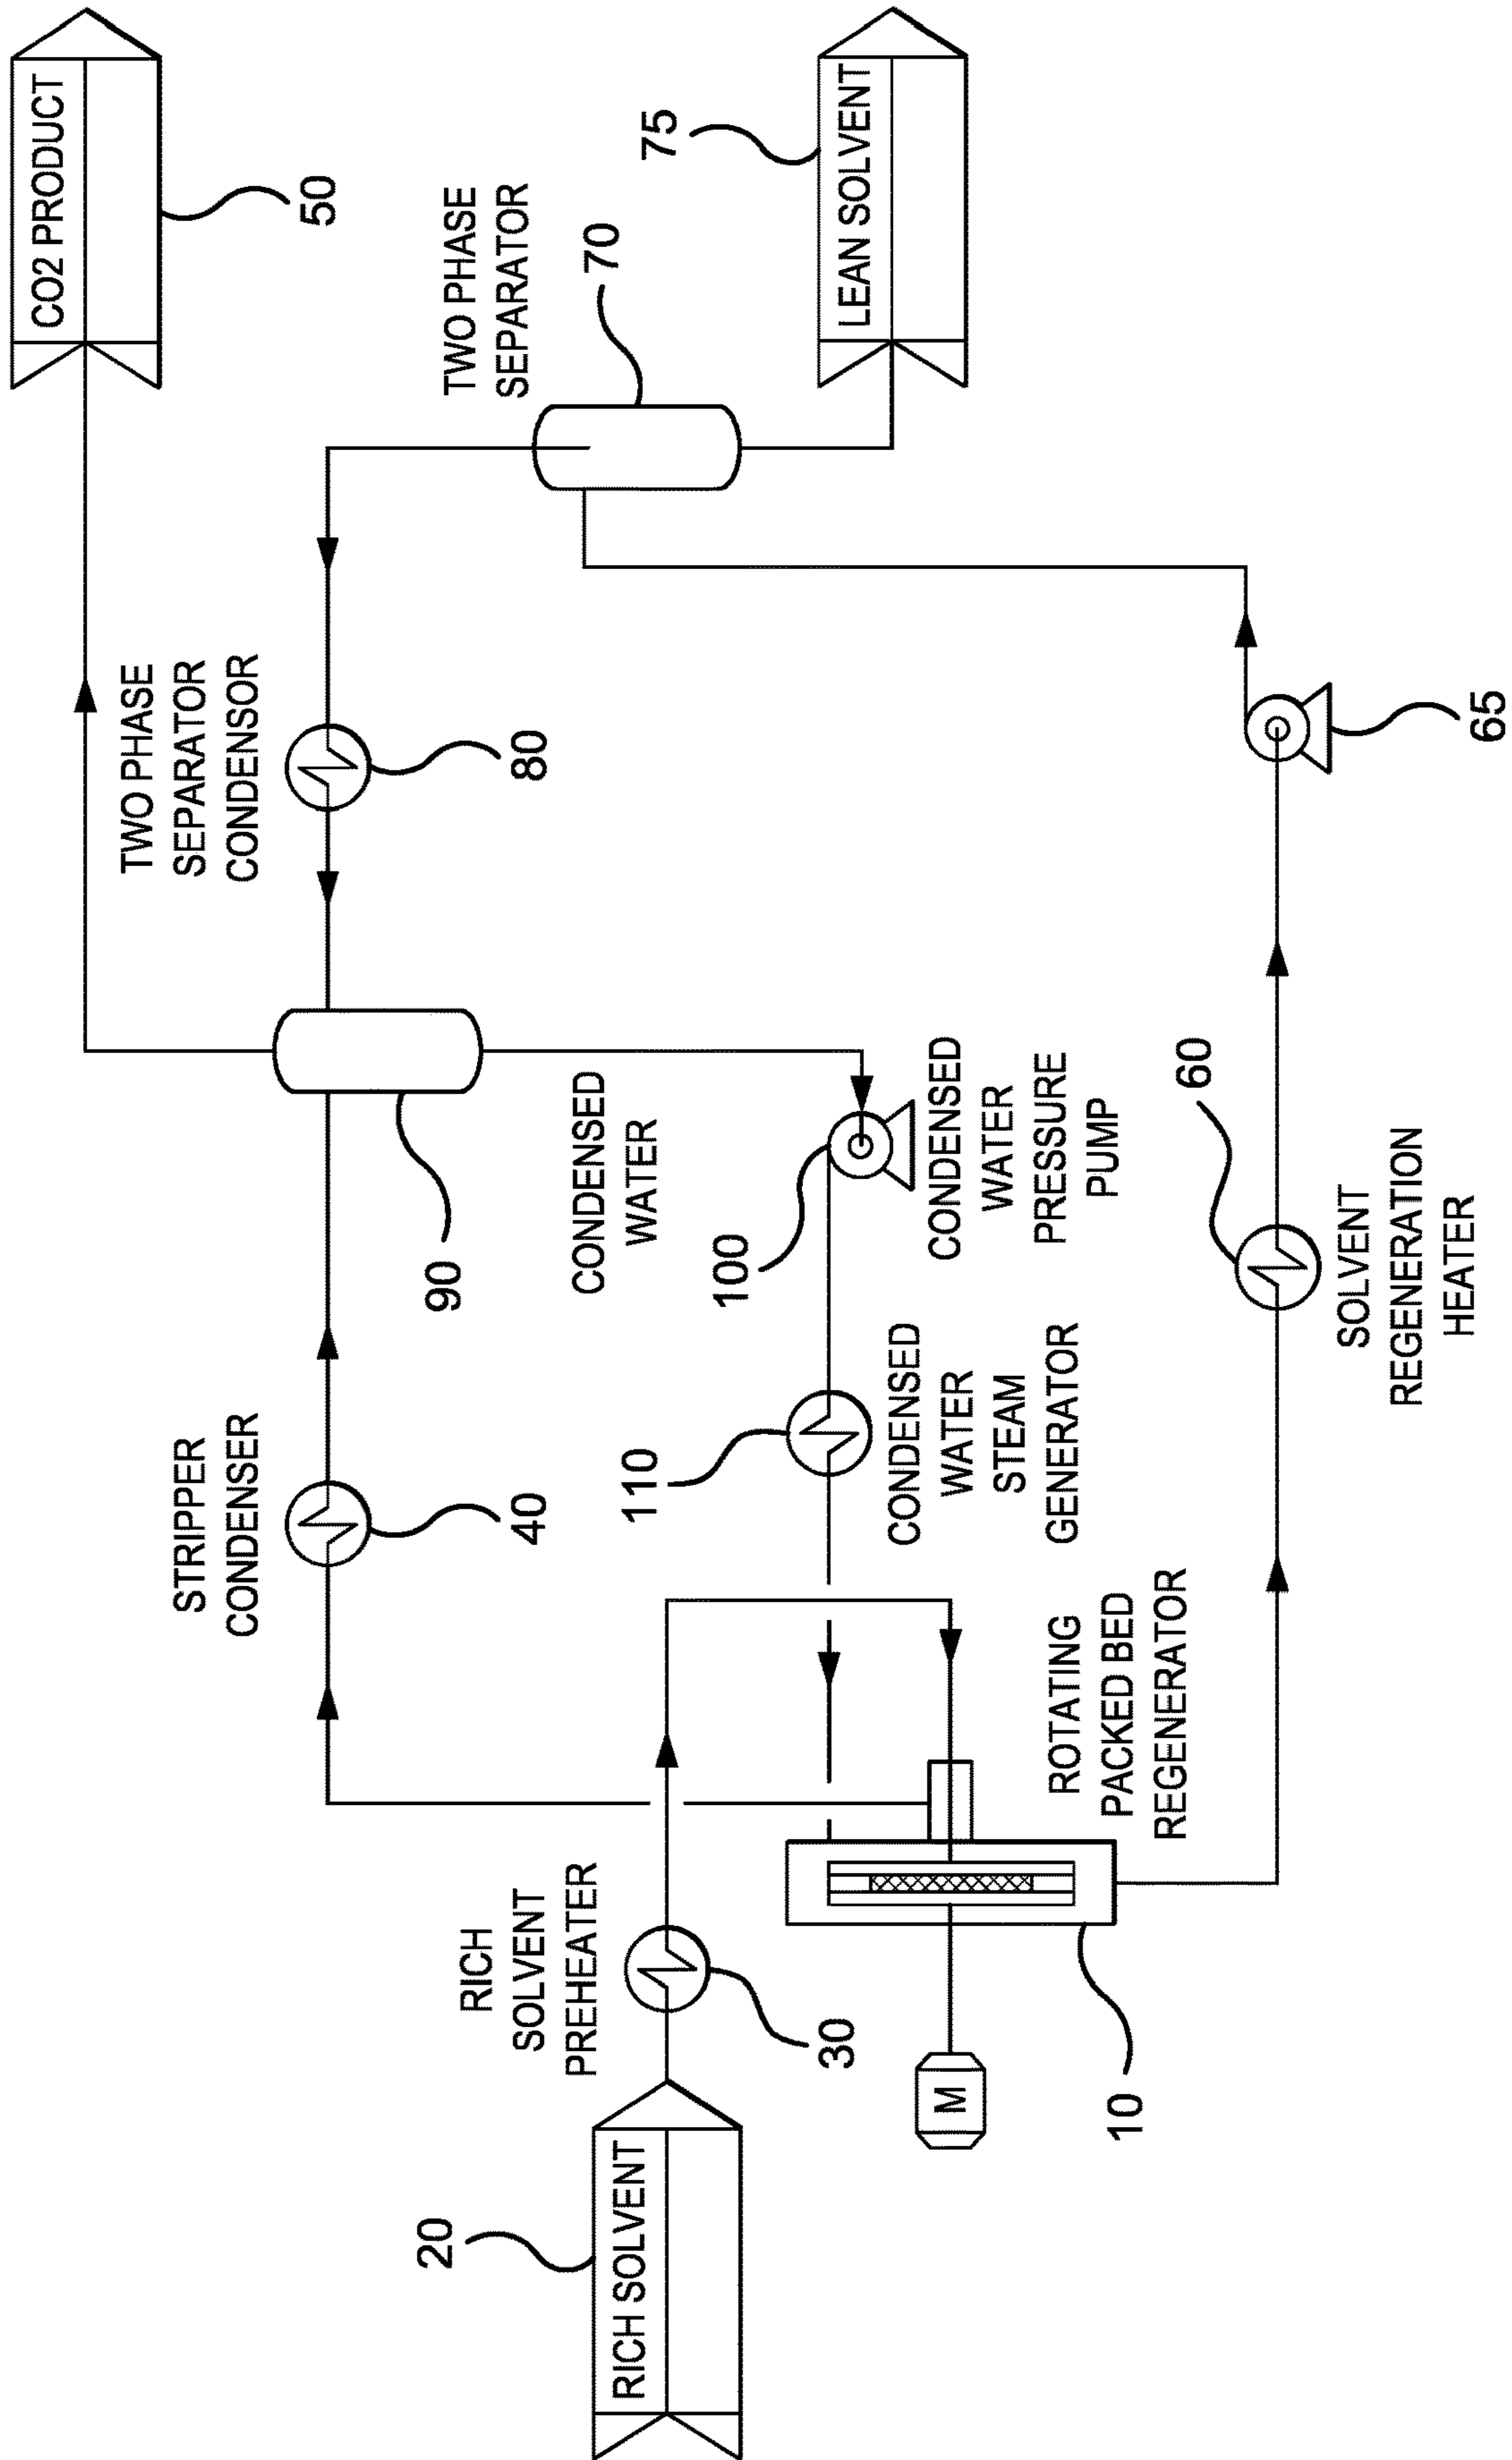 CO2 PRODUCT
50
TWO PHASE
SEPARATOR
CONDENSOR
80
TWO PHASE
SEPARATOR
70
75
LEAN SOLVENT
STRIPPER
CONDENSER
40
90
CONDENSED
WATER
100
CONDENSED
WATER
PRESSURE
PUMP
110
CONDENSED
WATER
STEAM
GENERATOR
RICH
SOLVENT
PREHEATER
30
20
RICH SOLVENT
M
10
ROTATING
PACKED BED
REGENERATOR
60
SOLVENT
REGENERATION
HEATER
65